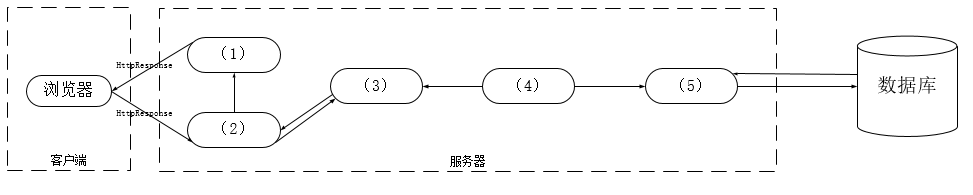 (1)
HttpResponse
浏览器
(3)
(4)
(5)
数据库
HttpResponse
(2)
客户端
服务器